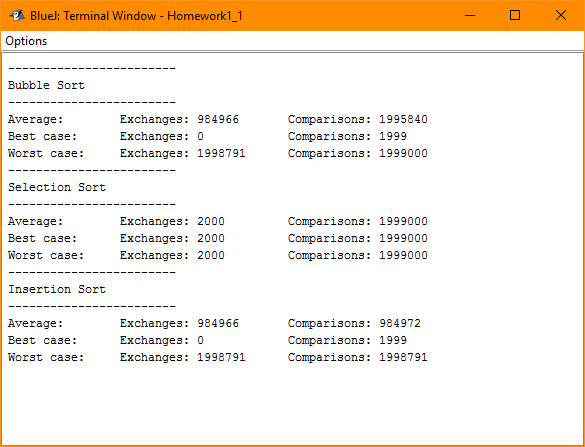 BlueJ: Terminal Window - Homework1_1
Options
------------------------
Bubble Sort
------------------------
Average: Exchanges: 984966 Comparisons: 1995840
Best case: Exchanges: 0 Comparisons: 1999
Worst case: Exchanges: 1998791 Comparisons: 1999000
------------------------
Selection Sort
------------------------
Average: Exchanges: 2000 Comparisons: 1999000
Best case: Exchanges: 2000 Comparisons: 1999000
Worst case: Exchanges: 2000 Comparisons: 1999000
------------------------
Insertion Sort
------------------------
Average: Exchanges: 984966 Comparisons: 984972
Best case: Exchanges: 0 Comparisons: 1999
Worst case: Exchanges: 1998791 Comparisons: 1998791